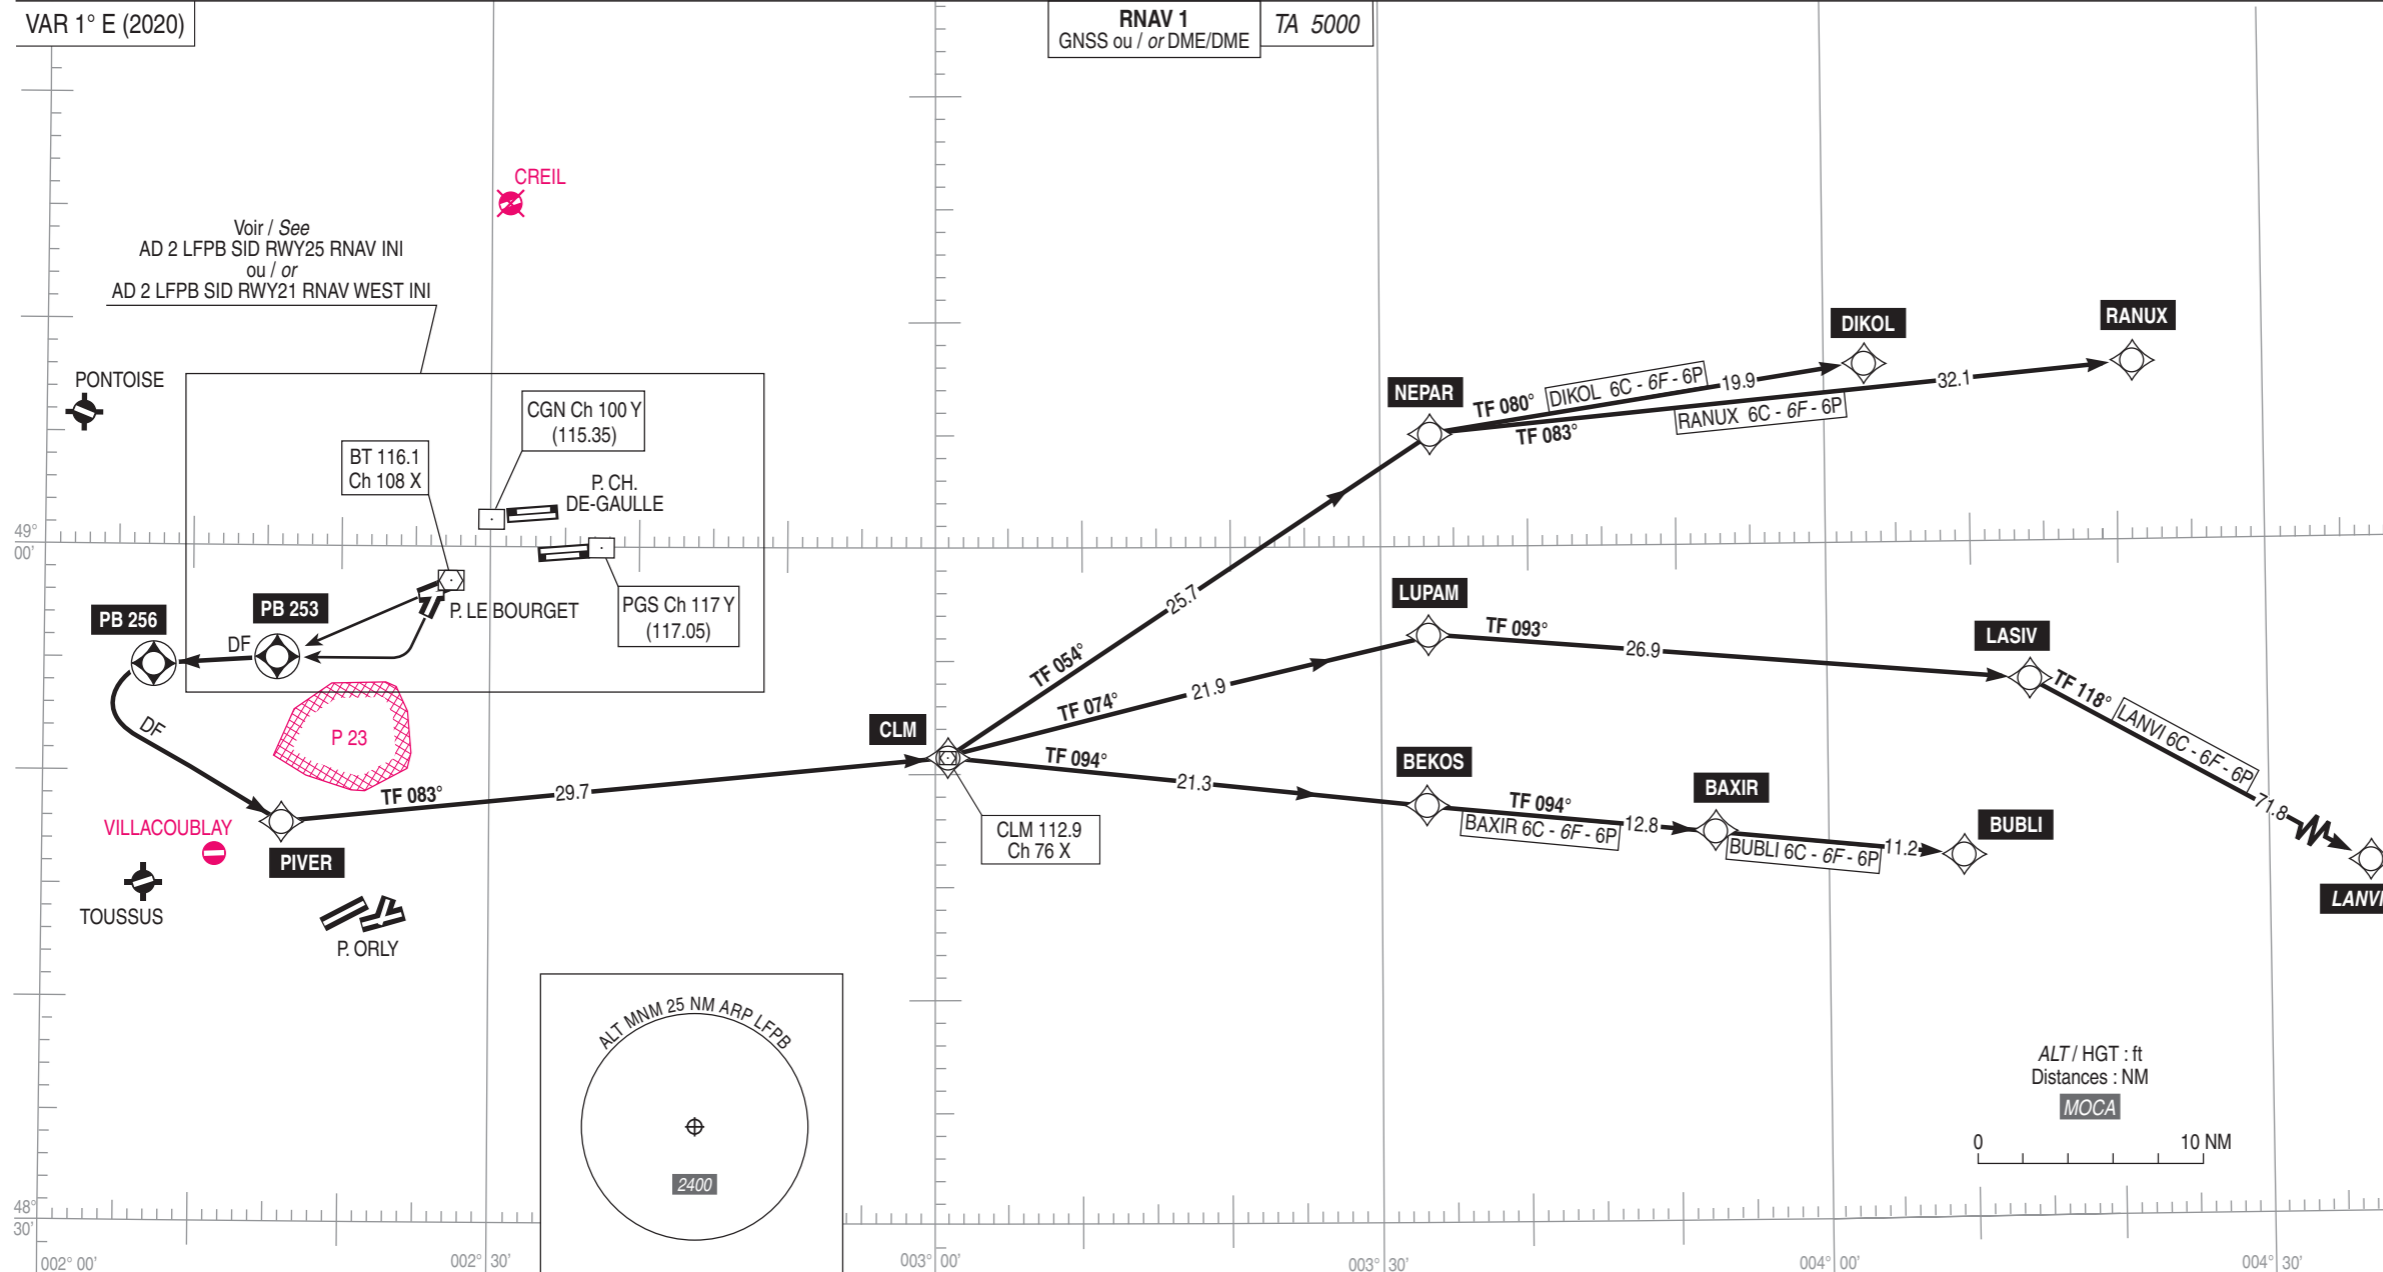 VAR 1° E (2020)
RNAV 1
GNSS ou / or DME/DME
TA 5000
CREIL
Voir / See
AD 2 LFPB SID RWY25 RNAV INI
ou / or
AD 2 LFPB SID RWY21 RNAV WEST INI
PONTOISE
CGN Ch 100 Y
(115.35)
BT 116.1
Ch 108 X
P. CH.
DE-GAULLE
49°
00'
P. LE BOURGET
PGS Ch 117 Y
(117.05)
PB 256
PB 253
DF
DF
P 23
VILLACOUBLAY
TOUSSUS
PIVER
P. ORLY
TF 083°
29.7
CLM
CLM 112.9
Ch 76 X
TF 054°
25.7
NEPAR
TF 080°
DIKOL 6C - 6F - 6P
19.9
DIKOL
TF 083°
RANUX 6C - 6F - 6P
32.1
RANUX
TF 074°
21.9
LUPAM
TF 093°
26.9
LASIV
TF 118°
LANVI 6C - 6F - 6P
71.8
LANVI
TF 094°
21.3
BEKOS
TF 094°
BAXIR 6C - 6F - 6P
12.8
BAXIR
BUBLI 6C - 6F - 6P
11.2
BUBLI
ALT MNM 25 NM ARP LFPB
2400
ALT / HGT : ft
Distances : NM
MOCA
0
10 NM
48°
30'
002° 00'
002° 30'
003° 00'
003° 30'
004° 00'
004° 30'